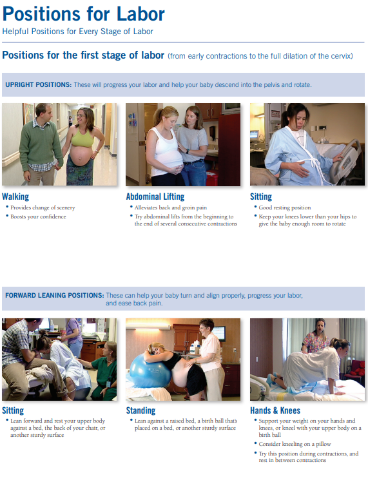 Positions for Labor
Helpful Positions for Every Stage of Labor
Positions for the first stage of labor (from early contractions to the full dilation of the cervix)
UPRIGHT POSITIONS: These will progress your labor and help your baby descend into the pelvis and rotate.
Walking
• Provides change of scenery
• Boosts your confidence
Abdominal Lifting
• Alleviates back and groin pain
• Try abdominal lifts from the beginning to
the end of several consecutive contractions
Sitting
• Good resting position
• Keep your knees lower than your hips to
give the baby enough room to rotate
FORWARD LEANING POSITIONS: These can help your baby turn and align properly, progress your labor,
and ease back pain.
Sitting
• Lean forward and rest your upper body
against a bed, the back of your chair, or
another sturdy surface
Standing
• Lean against a raised bed, a birth ball that's
placed on a bed, or another sturdy surface
Hands & Knees
• Support your weight on your hands and
knees, or kneel with your upper body on a
birth ball
• Consider kneeling on a pillow
• Try this position during contractions, and
rest in between contractions